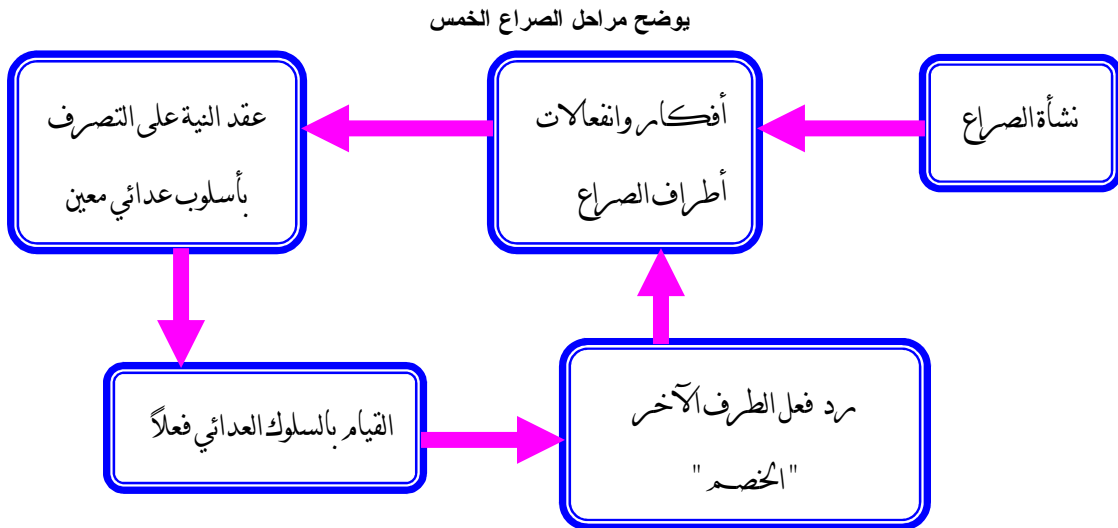 يوضح مراحل الصراع الخمس
نشأة الصراع
أفكار وانفعالات
أطراف الصراع
عقد النية على التصرف
بأسلوب عدائي معين
القيام بالسلوك العدائي فعلاً
رد فعل الطرف الآخر
"الخصم"